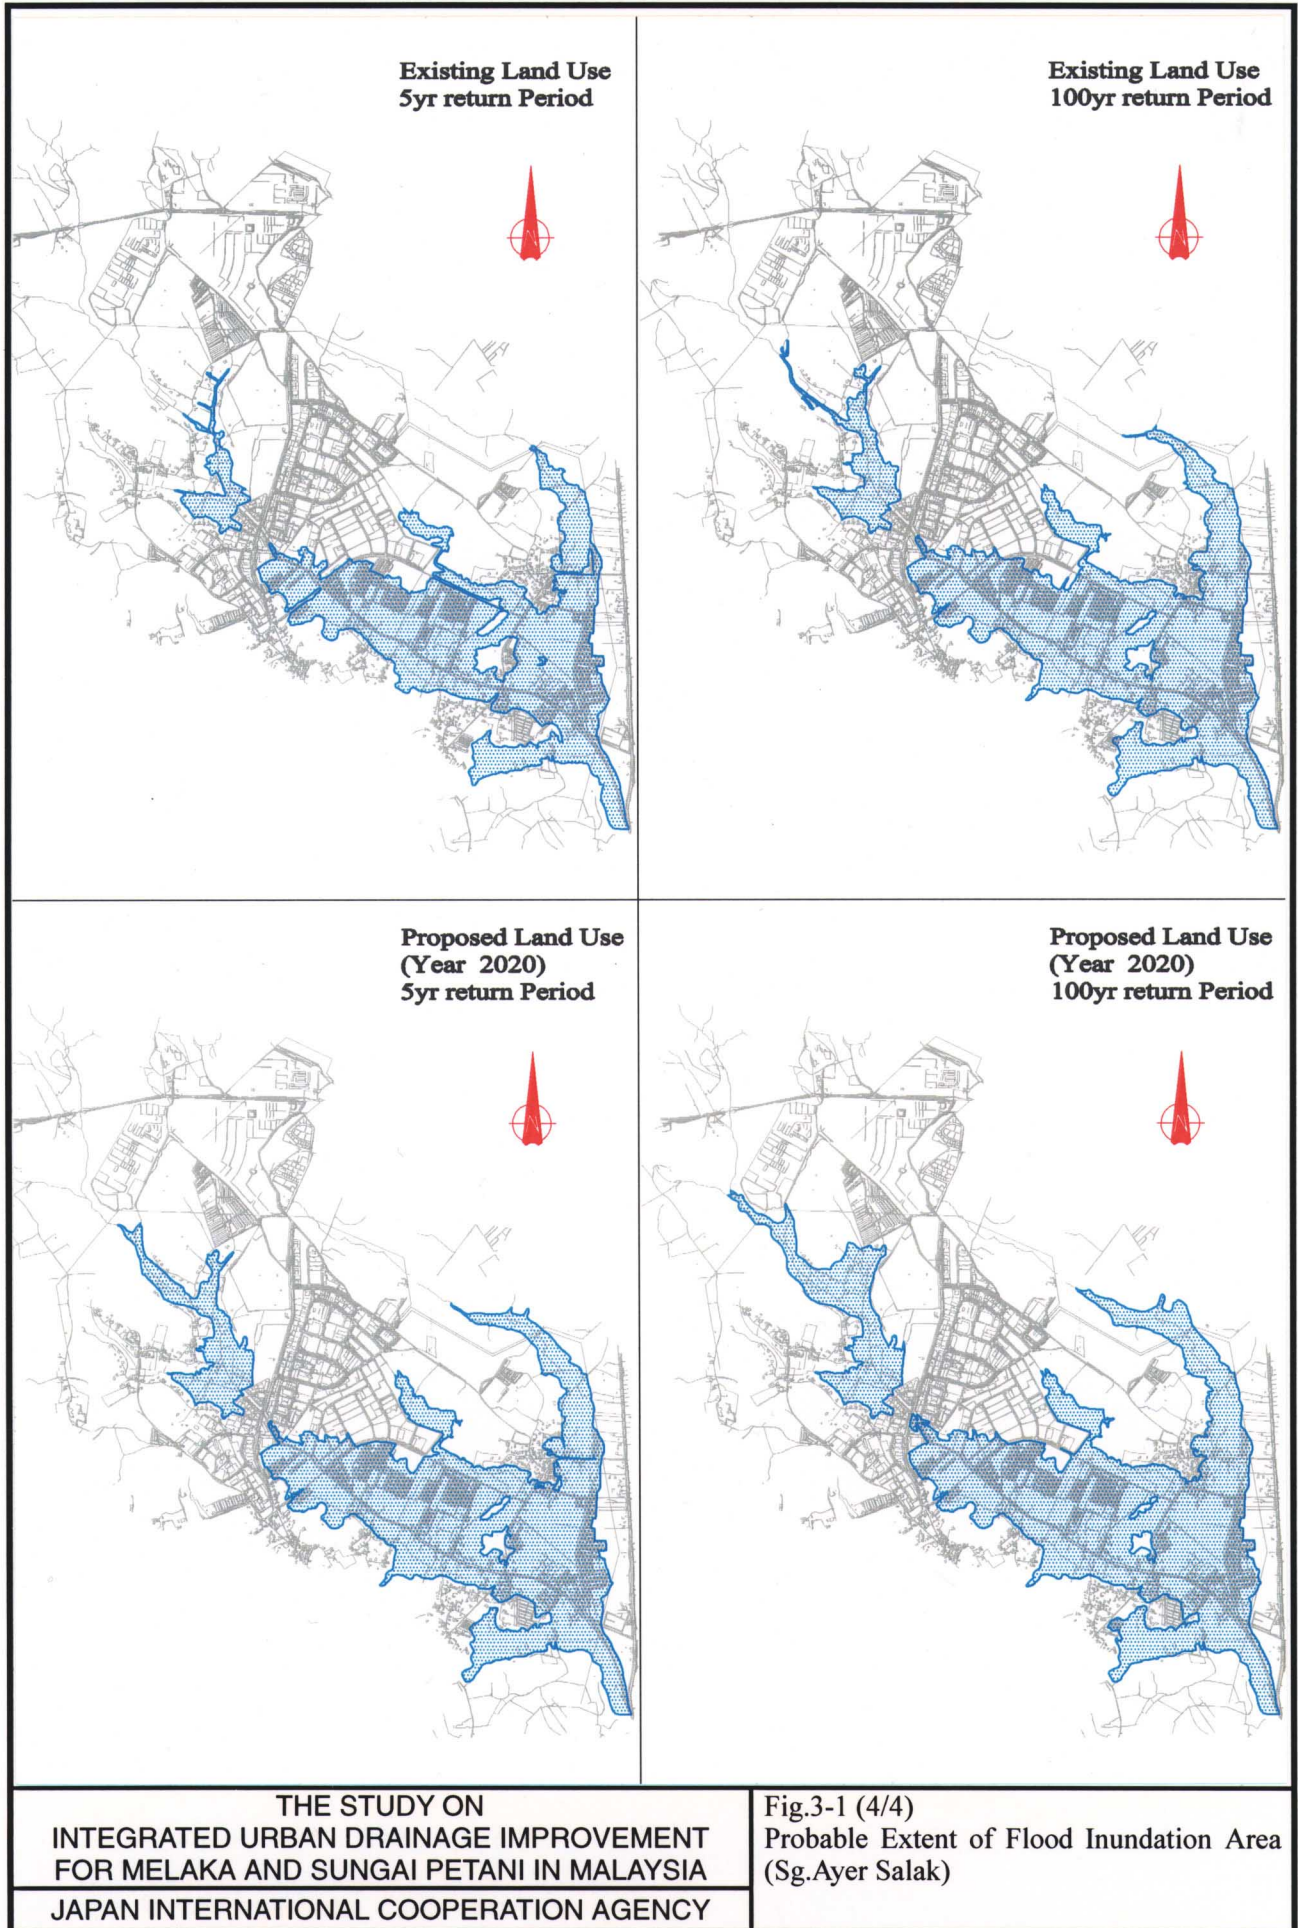 Existing Land Use
5yr return Period
Existing Land Use
100yr return Period
N
N
Proposed Land Use
(Year 2020)
5yr return Period
Proposed Land Use
(Year 2020)
100yr return Period
N
N
THE STUDY ON
INTEGRATED URBAN DRAINAGE IMPROVEMENT
FOR MELAKA AND SUNGAI PETANI IN MALAYSIA
JAPAN INTERNATIONAL COOPERATION AGENCY
Fig.3-1 (4/4)
Probable Extent of Flood Inundation Area
(Sg.Ayer Salak)